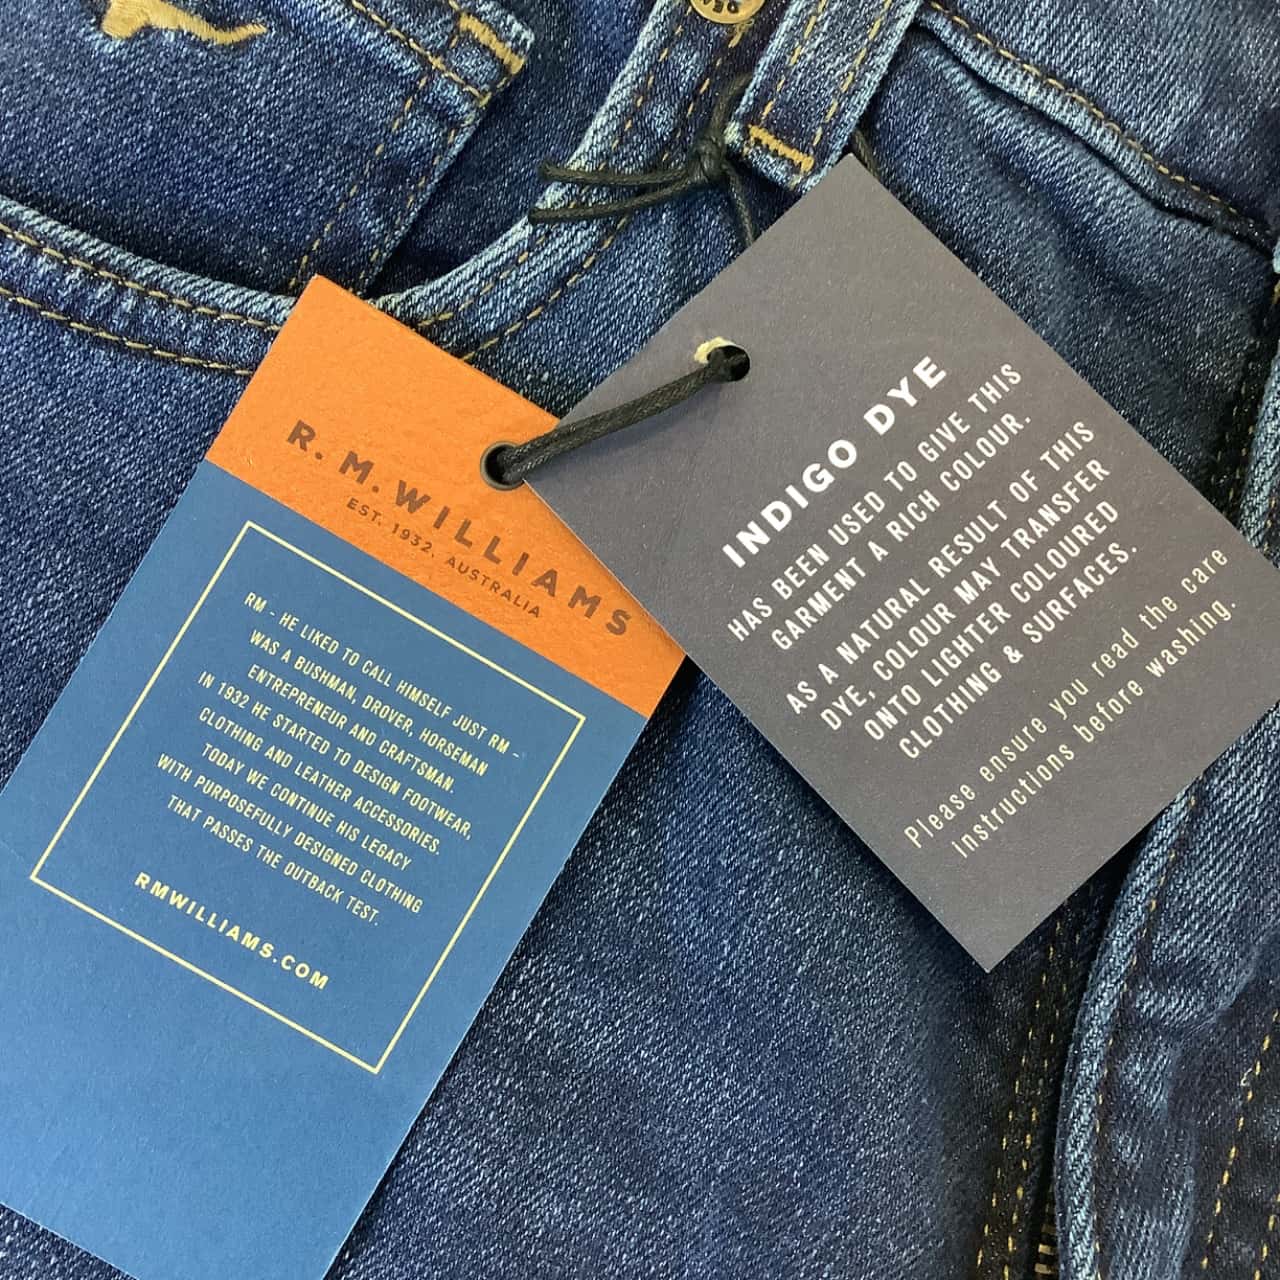 R. M. WILLIAMS
EST. 1932, AUSTRALIA
RM - HE LIKED TO CALL HIMSELF JUST RM -
WAS A BUSHMAN, DROVER, HORSEMAN
ENTREPRENEUR AND CRAFTSMAN.
IN 1932 HE STARTED TO DESIGN FOOTWEAR,
CLOTHING AND LEATHER ACCESSORIES.
TODAY WE CONTINUE HIS LEGACY
WITH PURPOSEFULLY DESIGNED CLOTHING
THAT PASSES THE OUTBACK TEST.
RMWILLIAMS.COM
INDIGO DYE
HAS BEEN USED TO GIVE THIS
GARMENT A RICH COLOUR.
AS A NATURAL RESULT OF THIS
DYE, COLOUR MAY TRANSFER
ONTO LIGHTER COLOURED
CLOTHING & SURFACES.
Please ensure you read the care
instructions before washing.